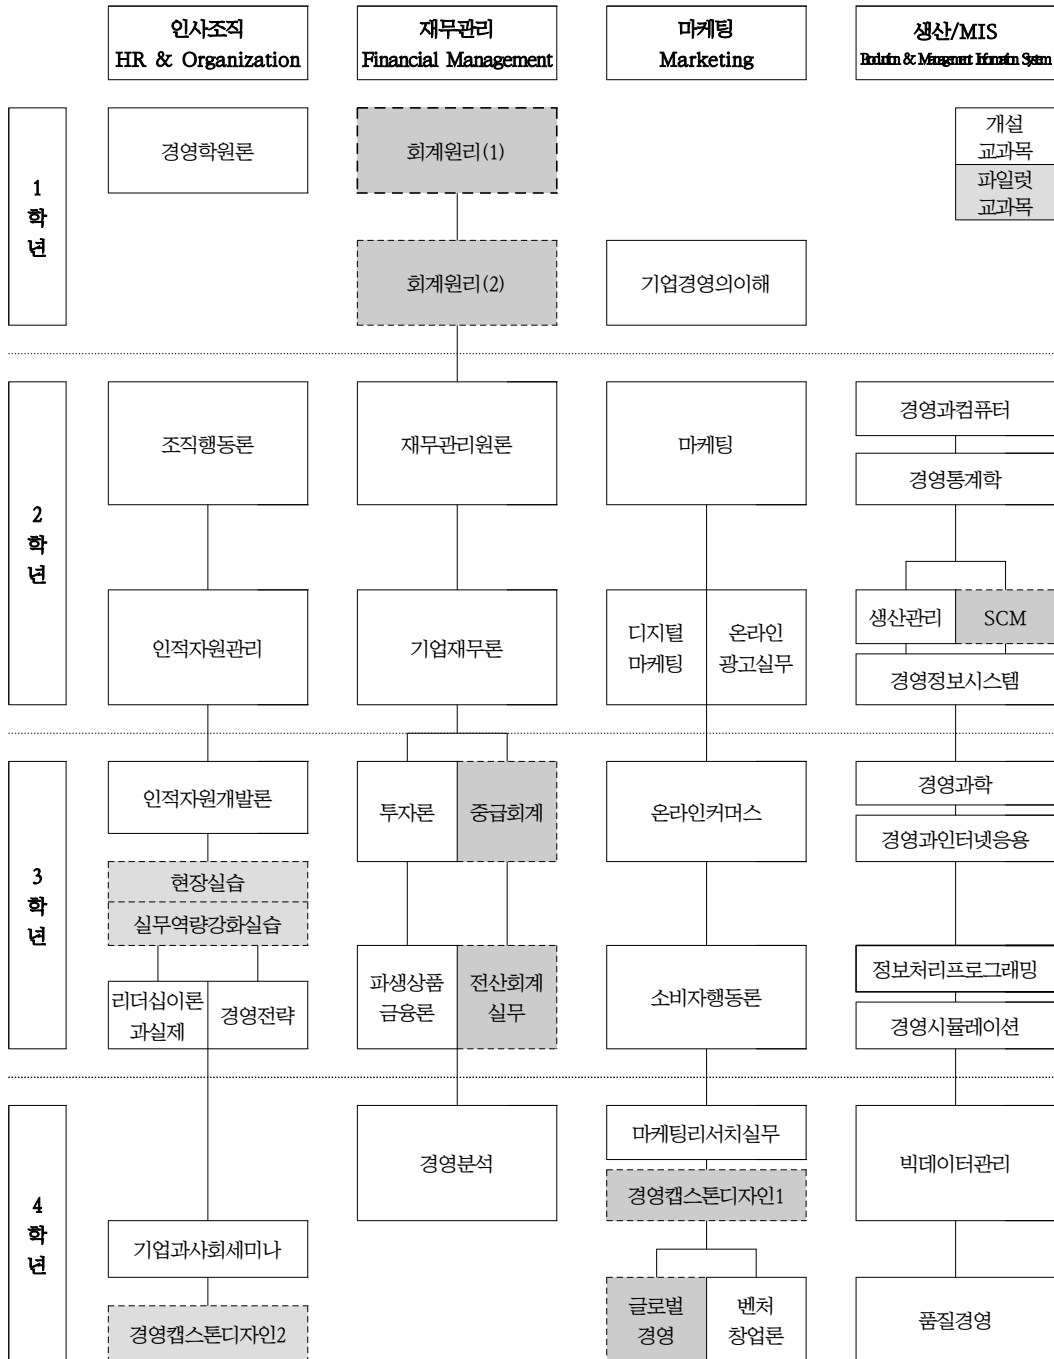 인사조직
HR & Organization
재무관리
Financial Management
마케팅
Marketing
생산/MIS
Production & Management Information System
1
학
년
경영학원론
회계원리(1)
개설
교과목
파일럿
교과목
회계원리(2)
기업경영의이해
2
학
년
조직행동론
재무관리원론
마케팅
경영과컴퓨터
경영통계학
인적자원관리
기업재무론
디지털
마케팅
온라인
광고실무
생산관리
SCM
경영정보시스템
3
학
년
인적자원개발론
투자론
중급회계
온라인커머스
경영과학
경영과인터넷응용
현장실습
실무역량강화실습
리더십이론
과실제
경영전략
파생상품
금융론
전산회계
실무
소비자행동론
정보처리프로그래밍
경영시뮬레이션
4
학
년
경영분석
마케팅리서치실무
경영캡스톤디자인1
빅데이터관리
기업과사회세미나
경영캡스톤디자인2
글로벌
경영
벤처
창업론
품질경영